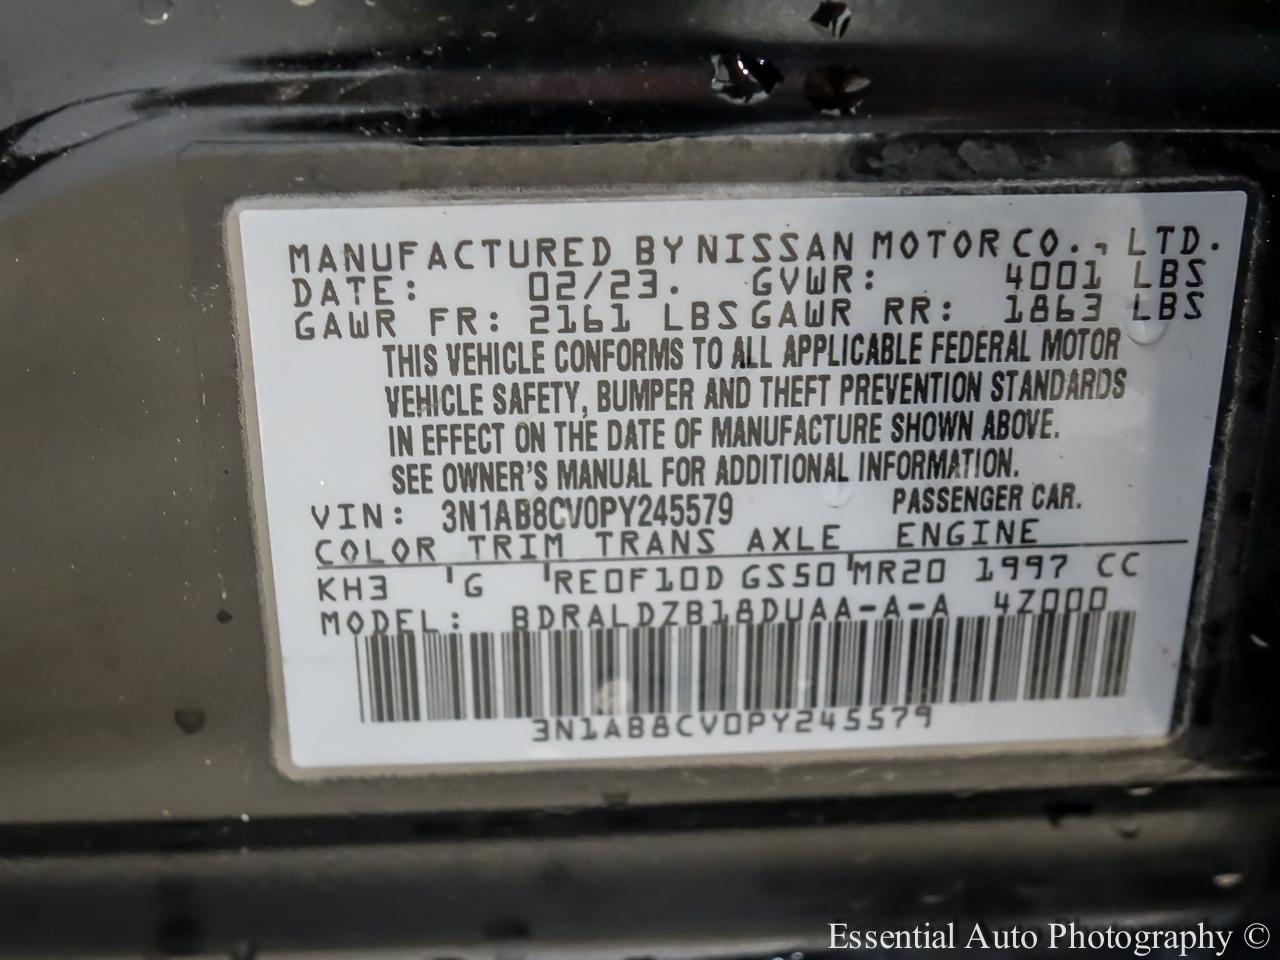 MANUFACTURED BY NISSAN MOTOR CO., LTD.
DATE: 02/23. GVWR: 4001 LBS
GAWR FR: 2161 LBS GAWR RR: 1863 LBS
THIS VEHICLE CONFORMS TO ALL APPLICABLE FEDERAL MOTOR
VEHICLE SAFETY, BUMPER AND THEFT PREVENTION STANDARDS
IN EFFECT ON THE DATE OF MANUFACTURE SHOWN ABOVE.
SEE OWNER'S MANUAL FOR ADDITIONAL INFORMATION.
VIN: 3N1AB8CV0PY245579 PASSENGER CAR.
COLOR TRIM TRANS AXLE ENGINE
KH3 'G 'RE0F10D GS50'MR20 1997 CC
MODEL: BDRALDZB18DUAA-A-A 4Z000
3N1AB8CV0PY245579
Essential Auto Photography ©